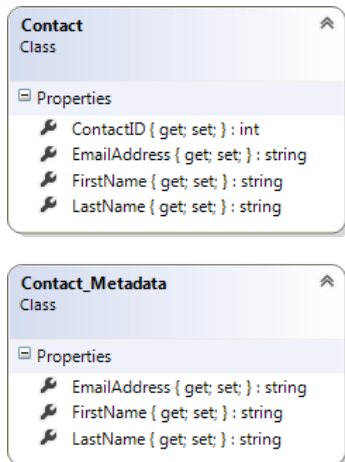 Contact
Class
Properties
ContactID { get; set; } : int
EmailAddress { get; set; } : string
FirstName { get; set; } : string
LastName { get; set; } : string
Contact_Metadata
Class
Properties
EmailAddress { get; set; } : string
FirstName { get; set; } : string
LastName { get; set; } : string